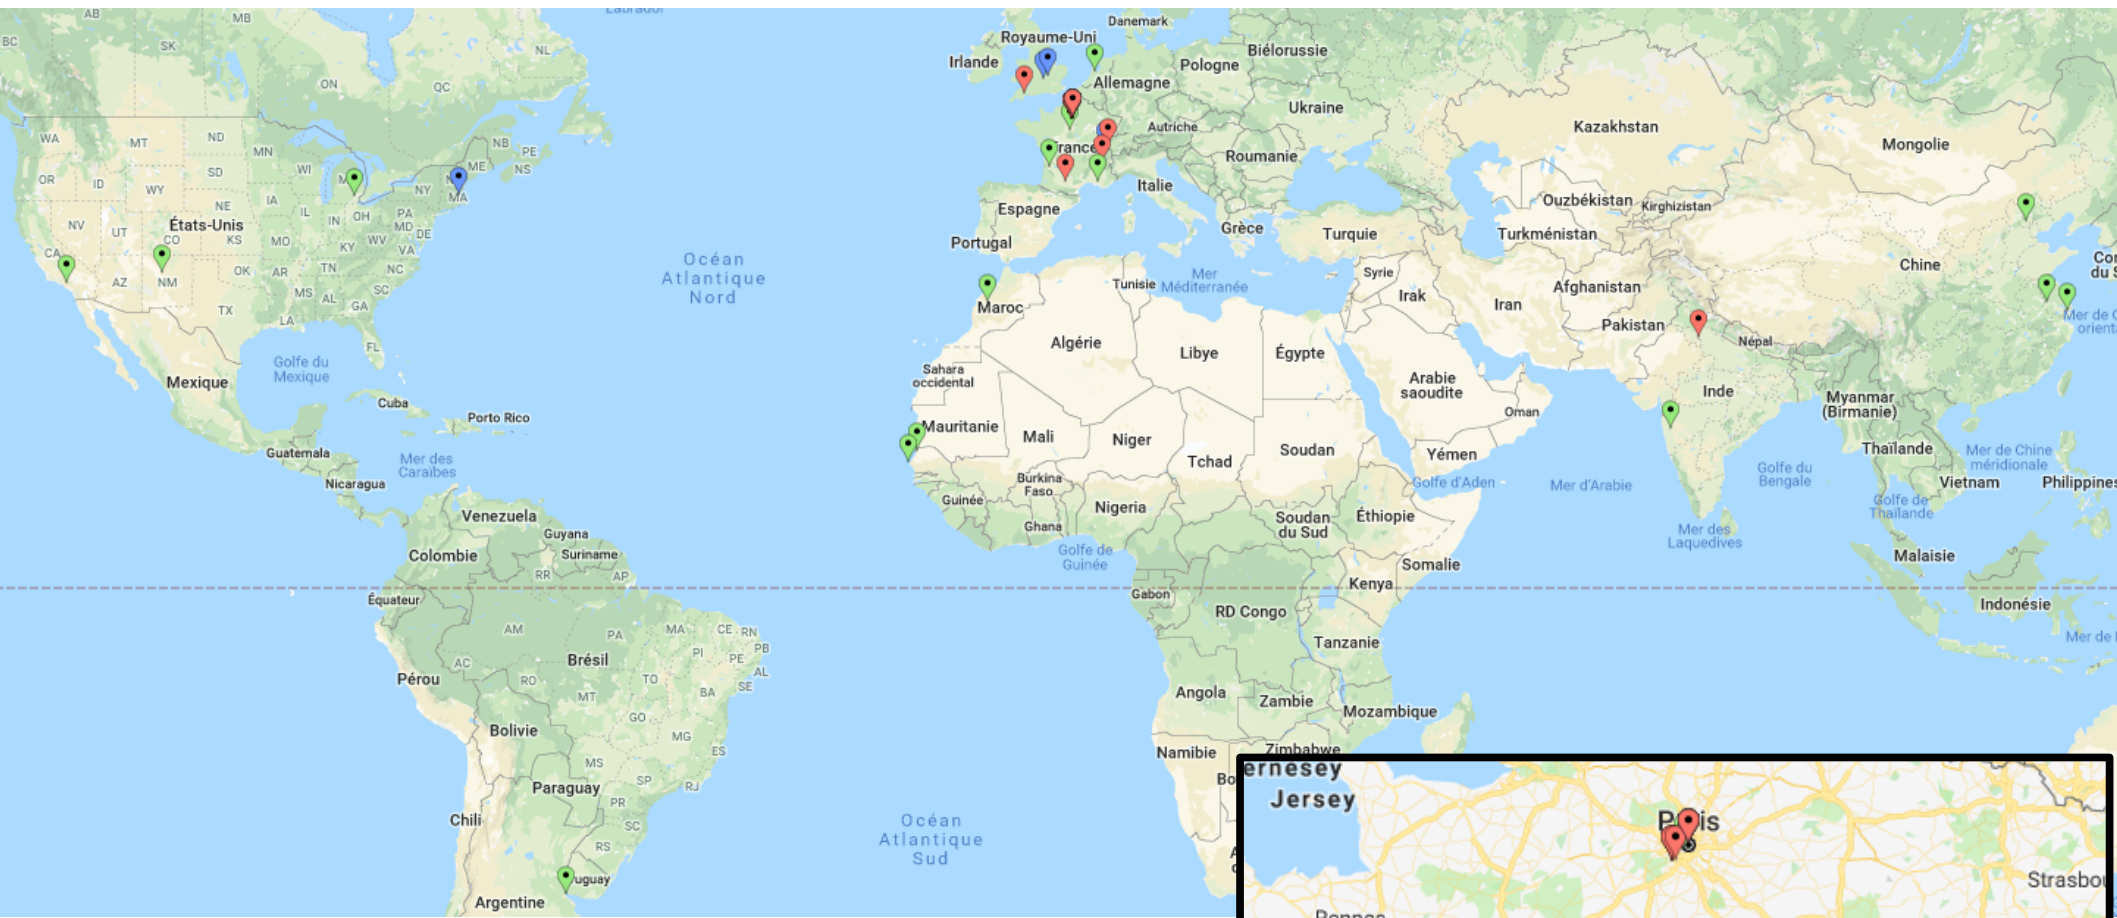 Labrador
AB
MB
Danemark
BC
SK
NL
Royaume-Uni
Biélorussie
Irlande
Pologne
ON
QC
Allemagne
Ukraine
Kazakhstan
WA
MT
ND
MN
NB
PE
Autriche
Mongolie
OR
ID
WY
SD
WI
ME
NS
France
Roumanie
NE
IA
NY
MA
Italie
Ouzbékistan
Kirghizistan
États-Unis
IL
IN
OH
PA
Espagne
NV
UT
CO
KS
MO
KY
WV
MD
DE
VA
Portugal
Grèce
Turquie
Turkménistan
CA
AZ
NM
OK
AR
TN
NC
Océan
Atlantique
Nord
Tunisie
Mer
Méditerranée
Syrie
Irak
Iran
Afghanistan
Chine
TX
MS
AL
GA
SC
LA
Maroc
Pakistan
FL
Golfe du
Mexique
Algérie
Libye
Égypte
Népal
Mexique
Sahara
occidental
Arabie
saoudite
Inde
Myanmar
(Birmanie)
Cuba
Porto Rico
Oman
Mauritanie
Mali
Niger
Tchad
Soudan
Yémen
Thaïlande
Guatemala
Mer des
Caraïbes
Nicaragua
Burkina
Faso
Guinée
Nigeria
Golfe d'Aden
Mer d'Arabie
Golfe du
Bengale
Mer de Chine
méridionale
Vietnam
Philippines
Golfe de
Thaïlande
Venezuela
Guyana
Suriname
Ghana
Soudan
du Sud
Éthiopie
Mer des
Laquedives
Colombie
Golfe de
Guinée
Somalie
Malaisie
RR
AP
Équateur
Gabon
Kenya
RD Congo
Indonésie
AM
PA
MA
CE
RN
Tanzanie
AC
Brésil
PI
PE
PB
AL
Pérou
RO
TO
BA
SE
MT
Angola
Zambie
Mozambique
GO
Bolivie
MG
ES
Namibie
Zimbabwe
MS
SP
RJ
Paraguay
PR
Chili
SC
RS
Océan
Atlantique
Sud
uguay
Argentine
ernesey
Jersey
Paris
Strasbou
Rennes